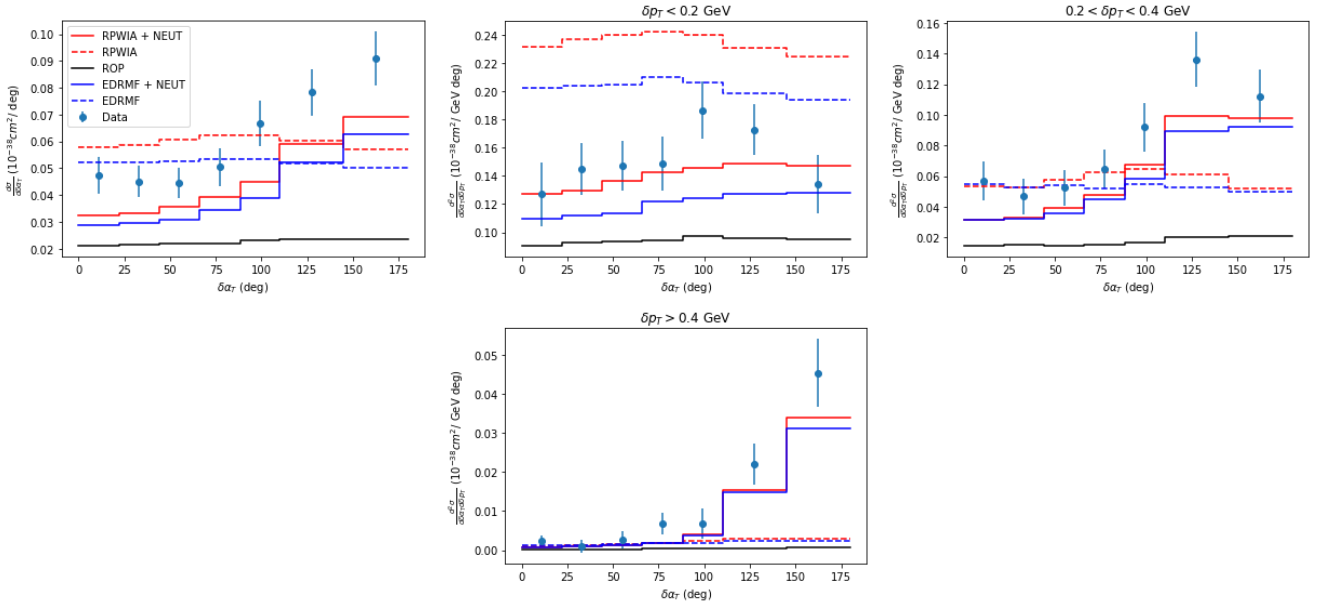 0.10
0.09
0.08
0.07
0.06
0.05
0.04
0.03
0.02
dσ/dδα_T (10^{-38} cm^2/ deg)
RPWIA + NEUT
RPWIA
ROP
EDRMF + NEUT
EDRMF
Data
0 25 50 75 100 125 150 175
δα_T (deg)
δp_T < 0.2 GeV
0.24
0.22
0.20
0.18
0.16
0.14
0.12
0.10
d^2σ/dδα_Tdδp_T (10^{-38} cm^2/ GeV deg)
0 25 50 75 100 125 150 175
δα_T (deg)
0.2 < δp_T < 0.4 GeV
0.16
0.14
0.12
0.10
0.08
0.06
0.04
0.02
d^2σ/dδα_Tdδp_T (10^{-38} cm^2/ GeV deg)
0 25 50 75 100 125 150 175
δα_T (deg)
δp_T > 0.4 GeV
0.05
0.04
0.03
0.02
0.01
0.00
d^2σ/dδα_Tdδp_T (10^{-38} cm^2/ GeV deg)
0 25 50 75 100 125 150 175
δα_T (deg)